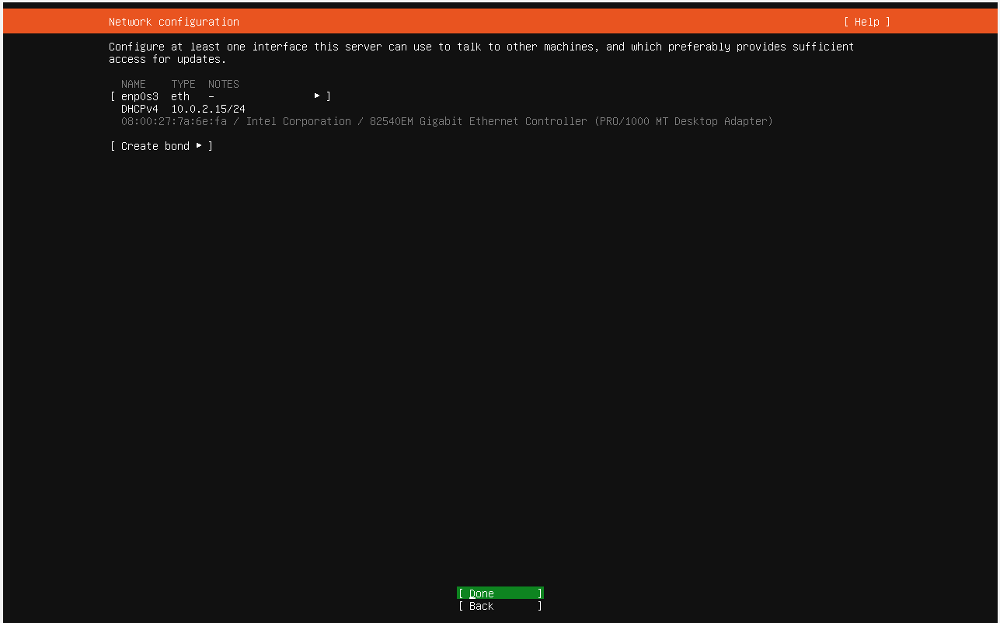 Network configuration [ Help ]
Configure at least one interface this server can use to talk to other machines, and which preferably provides sufficient
access for updates.
NAME TYPE NOTES
[ enp0s3 eth – ▸ ]
DHCPv4 10.0.2.15/24
08:00:27:7a:6e:fa / Intel Corporation / 82540EM Gigabit Ethernet Controller (PRO/1000 MT Desktop Adapter)
[ Create bond ▸ ]
[ Done ]
[ Back ]